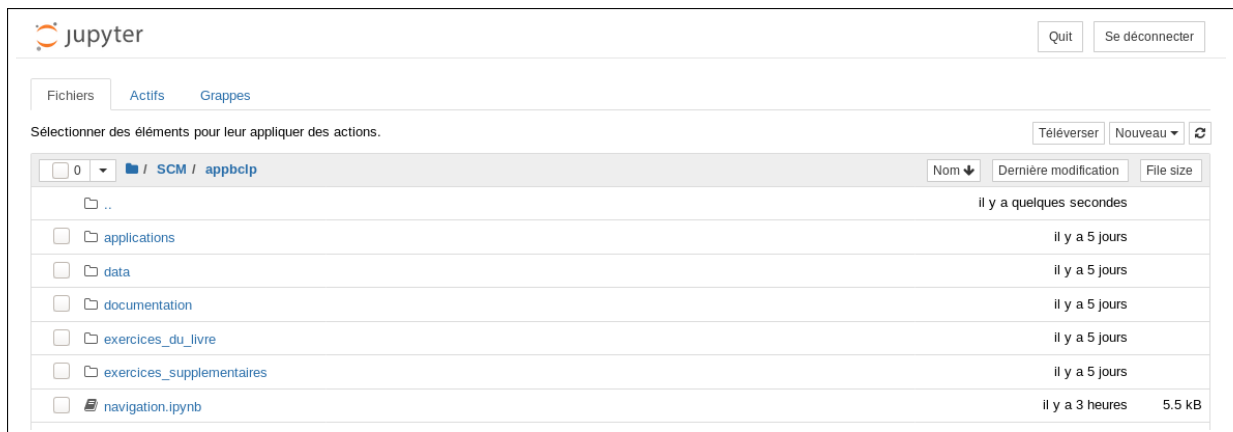 jupyter Quit Se déconnecter
Fichiers Actifs Grappes
Sélectionner des éléments pour leur appliquer des actions. Téléverser Nouveau
0 / SCM / appbclp Nom Dernière modification File size
.. il y a quelques secondes
applications il y a 5 jours
data il y a 5 jours
documentation il y a 5 jours
exercices_du_livre il y a 5 jours
exercices_supplementaires il y a 5 jours
navigation.ipynb il y a 3 heures 5.5 kB